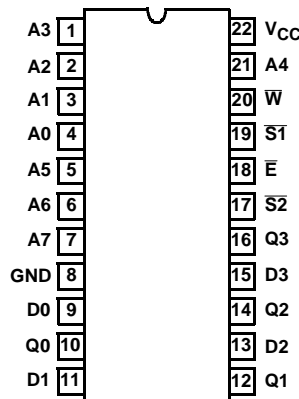 A3 1 22 VCC
A2 2 21 A4
A1 3 20 W̅
A0 4 19 S̅1̅
A5 5 18 E̅
A6 6 17 S̅2̅
A7 7 16 Q3
GND 8 15 D3
D0 9 14 Q2
Q0 10 13 D2
D1 11 12 Q1